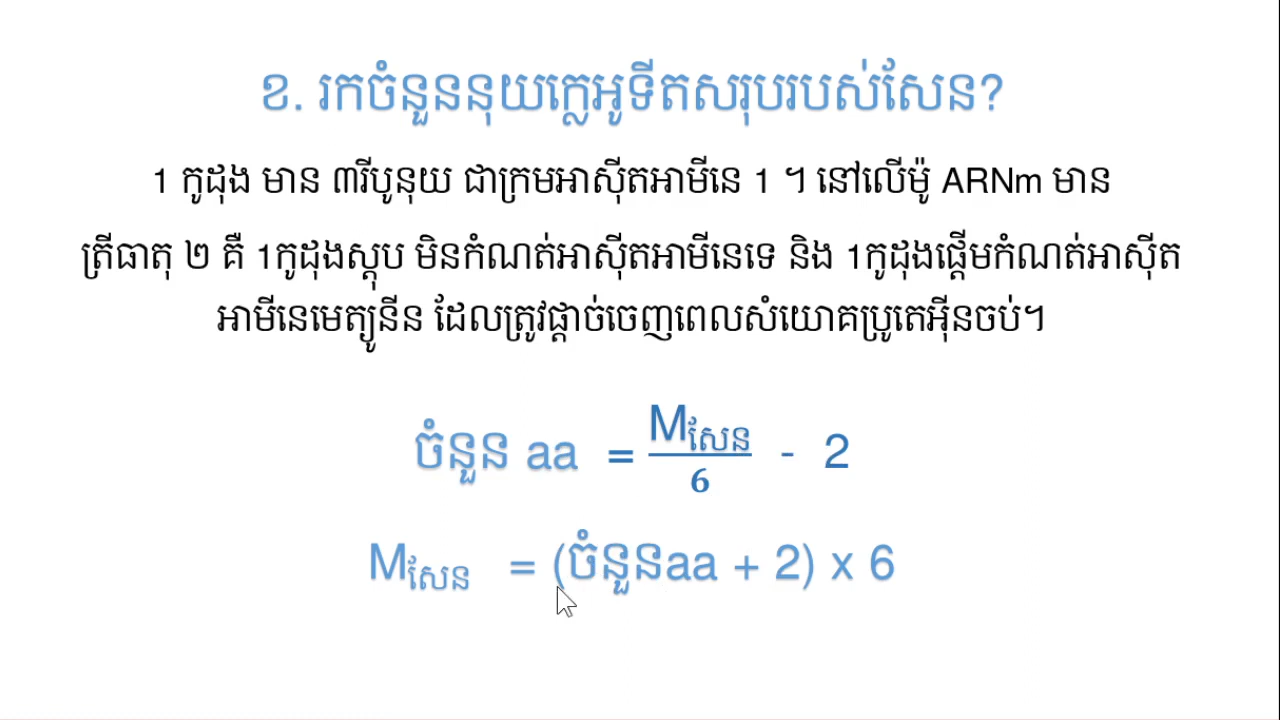 ខ. រកចំនួននុយក្លេអូទីតសរុបរបស់សែន?
1 កូដុង មាន ៣រីបូនុយ ជាក្រមអាស៊ីតអាមីនេ 1 ។ នៅលើម៉ូ ARNm មាន
ត្រីធាតុ ២ គឺ 1កូដុងស្តុប មិនកំណត់អាស៊ីតអាមីនេទេ និង 1កូដុងផ្តើមកំណត់អាស៊ីត
អាមីនេមេត្យូនីន ដែលត្រូវផ្តាច់ចេញពេលសំយោគប្រូតេអ៊ីនចប់។
ចំនួន aa = Mសែន/6 - 2
Mសែន = (ចំនួនaa + 2) x 6